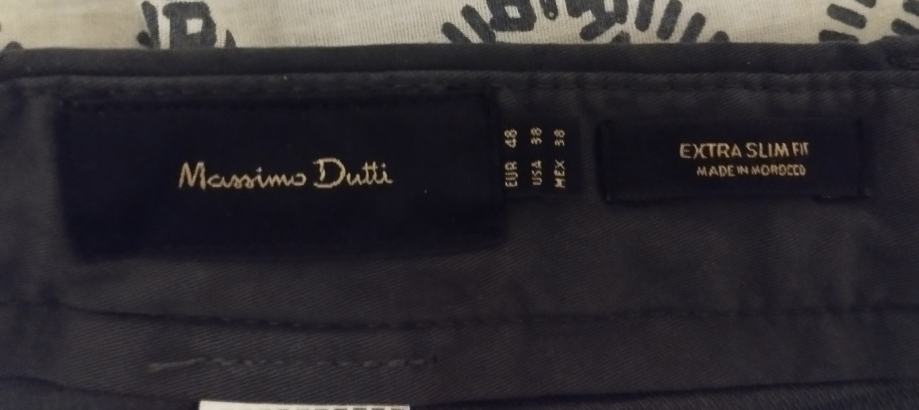 Massimo Dutti
EUR 48
USA 38
MEX 38
EXTRA SLIM FIT
MADE IN MOROCCO